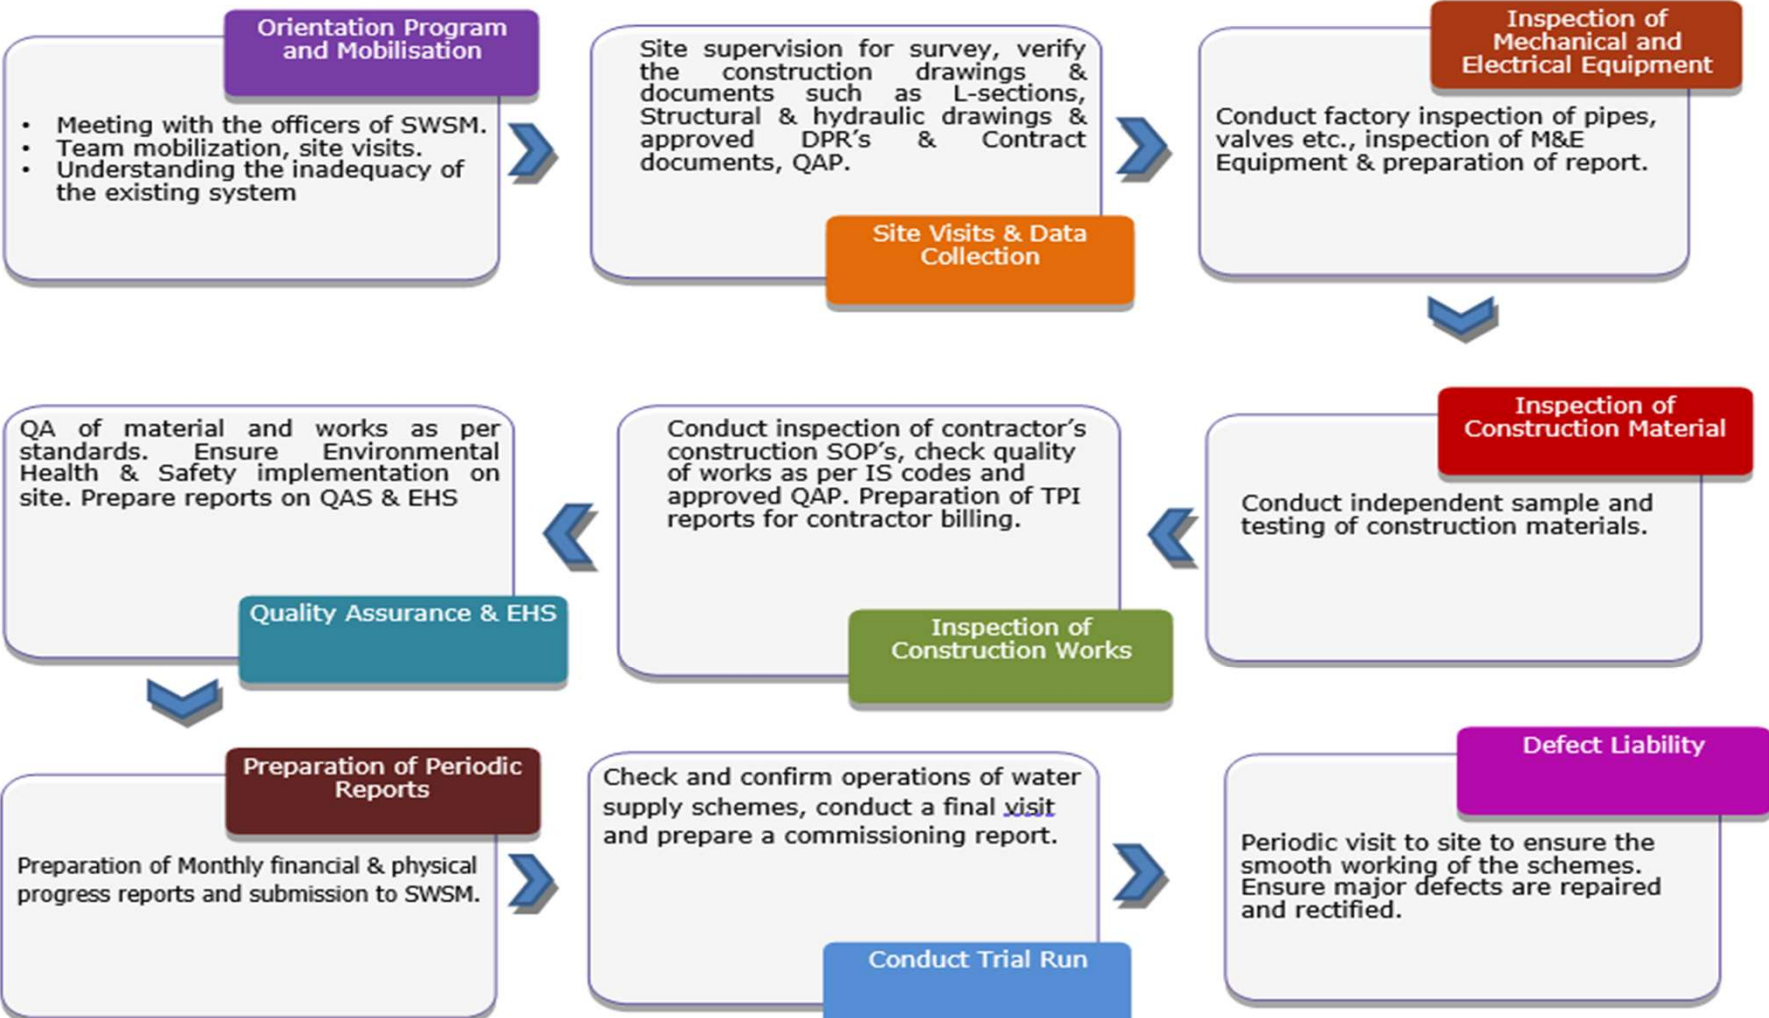 Orientation Program
and Mobilisation
• Meeting with the officers of SWSM.
• Team mobilization, site visits.
• Understanding the inadequacy of
the existing system
Site supervision for survey, verify
the construction drawings &
documents such as L-sections,
Structural & hydraulic drawings &
approved DPR's & Contract
documents, QAP.
Site Visits & Data
Collection
Inspection of
Mechanical and
Electrical Equipment
Conduct factory inspection of pipes,
valves etc., inspection of M&E
Equipment & preparation of report.
Inspection of
Construction Material
Conduct independent sample and
testing of construction materials.
Conduct inspection of contractor's
construction SOP's, check quality
of works as per IS codes and
approved QAP. Preparation of TPI
reports for contractor billing.
Inspection of
Construction Works
QA of material and works as per
standards. Ensure Environmental
Health & Safety implementation on
site. Prepare reports on QAS & EHS
Quality Assurance & EHS
Preparation of Periodic
Reports
Preparation of Monthly financial & physical
progress reports and submission to SWSM.
Check and confirm operations of water
supply schemes, conduct a final visit
and prepare a commissioning report.
Conduct Trial Run
Defect Liability
Periodic visit to site to ensure the
smooth working of the schemes.
Ensure major defects are repaired
and rectified.